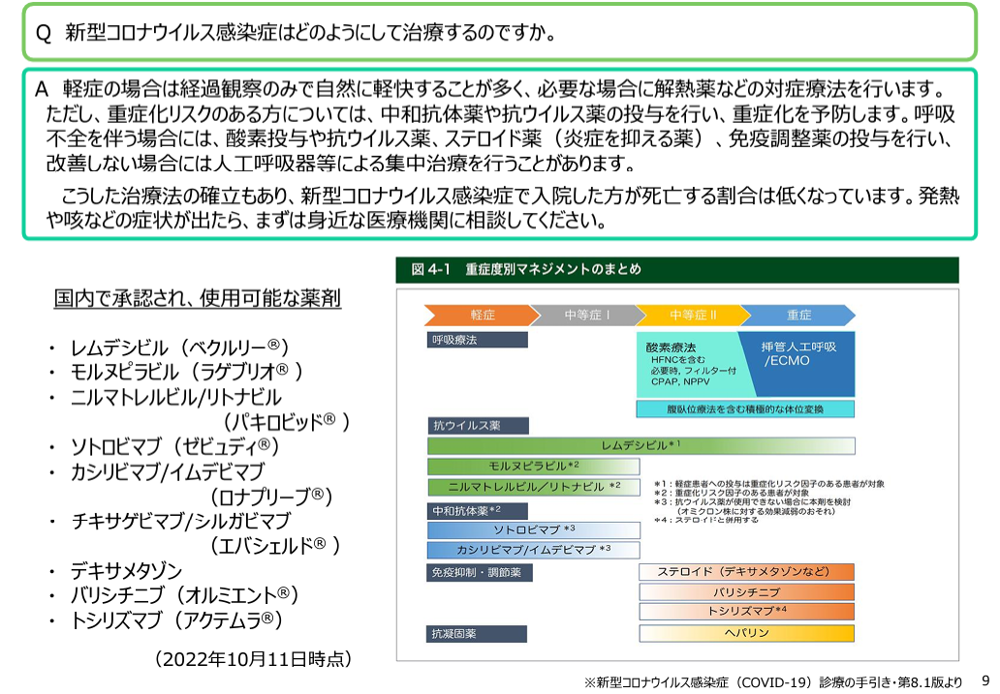 Q 新型コロナウイルス感染症はどのようにして治療するのですか。
A 軽症の場合は経過観察のみで自然に軽快することが多く、必要な場合に解熱薬などの対症療法を行います。
ただし、重症化リスクのある方については、中和抗体薬や抗ウイルス薬の投与を行い、重症化を予防します。呼吸
不全を伴う場合には、酸素投与や抗ウイルス薬、ステロイド薬（炎症を抑える薬）、免疫調整薬の投与を行い、
改善しない場合には人工呼吸器等による集中治療を行うことがあります。
こうした治療法の確立もあり、新型コロナウイルス感染症で入院した方が死亡する割合は低くなっています。発熱
や咳などの症状が出たら、まずは身近な医療機関に相談してください。
国内で承認され、使用可能な薬剤
・ レムデシビル（ベクルリー®）
・ モルヌピラビル（ラゲブリオ® ）
・ ニルマトレルビル/リトナビル
（パキロビッド® ）
・ ソトロビマブ（ゼビュディ®）
・ カシリビマブ/イムデビマブ
（ロナプリーブ®）
・ チキサゲビマブ/シルガビマブ
（エバシェルド® ）
・ デキサメタゾン
・ バリシチニブ（オルミエント®）
・ トシリズマブ（アクテムラ®）
（2022年10月11日時点）
図 4-1 重症度別マネジメントのまとめ
軽症 中等症 I 中等症 II 重症
呼吸療法
酸素療法
HFNCを含む
必要時, フィルター付
CPAP, NPPV
挿管人工呼吸
/ECMO
腹臥位療法を含む積極的な体位変換
抗ウイルス薬
レムデシビル*1
モルヌピラビル*2
ニルマトレルビル／リトナビル *2
中和抗体薬*2
ソトロビマブ *3
カシリビマブ/イムデビマブ *3
*1：軽症患者への投与は重症化リスク因子のある患者が対象
*2：重症化リスク因子のある患者が対象
*3：抗ウイルス薬が使用できない場合に本剤を検討
（オミクロン株に対する効果減弱のおそれ）
*4：ステロイドと併用する
免疫抑制・調節薬
ステロイド（デキサメタゾンなど）
バリシチニブ
トシリズマブ*4
抗凝固薬
ヘパリン
※新型コロナウイルス感染症（COVID-19）診療の手引き・第8.1版より
9